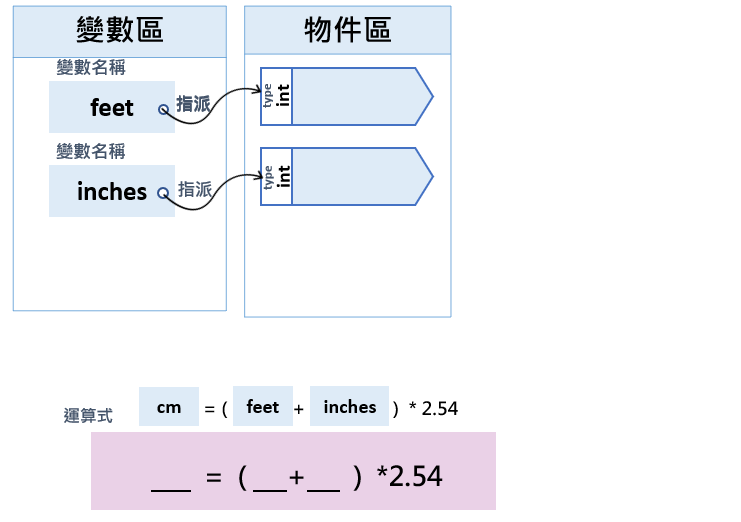 變數區
物件區
變數名稱
feet
指派
type
int
變數名稱
inches
指派
type
int
運算式
cm = ( feet + inches ) * 2.54
___ = ( ___+___ ) *2.54